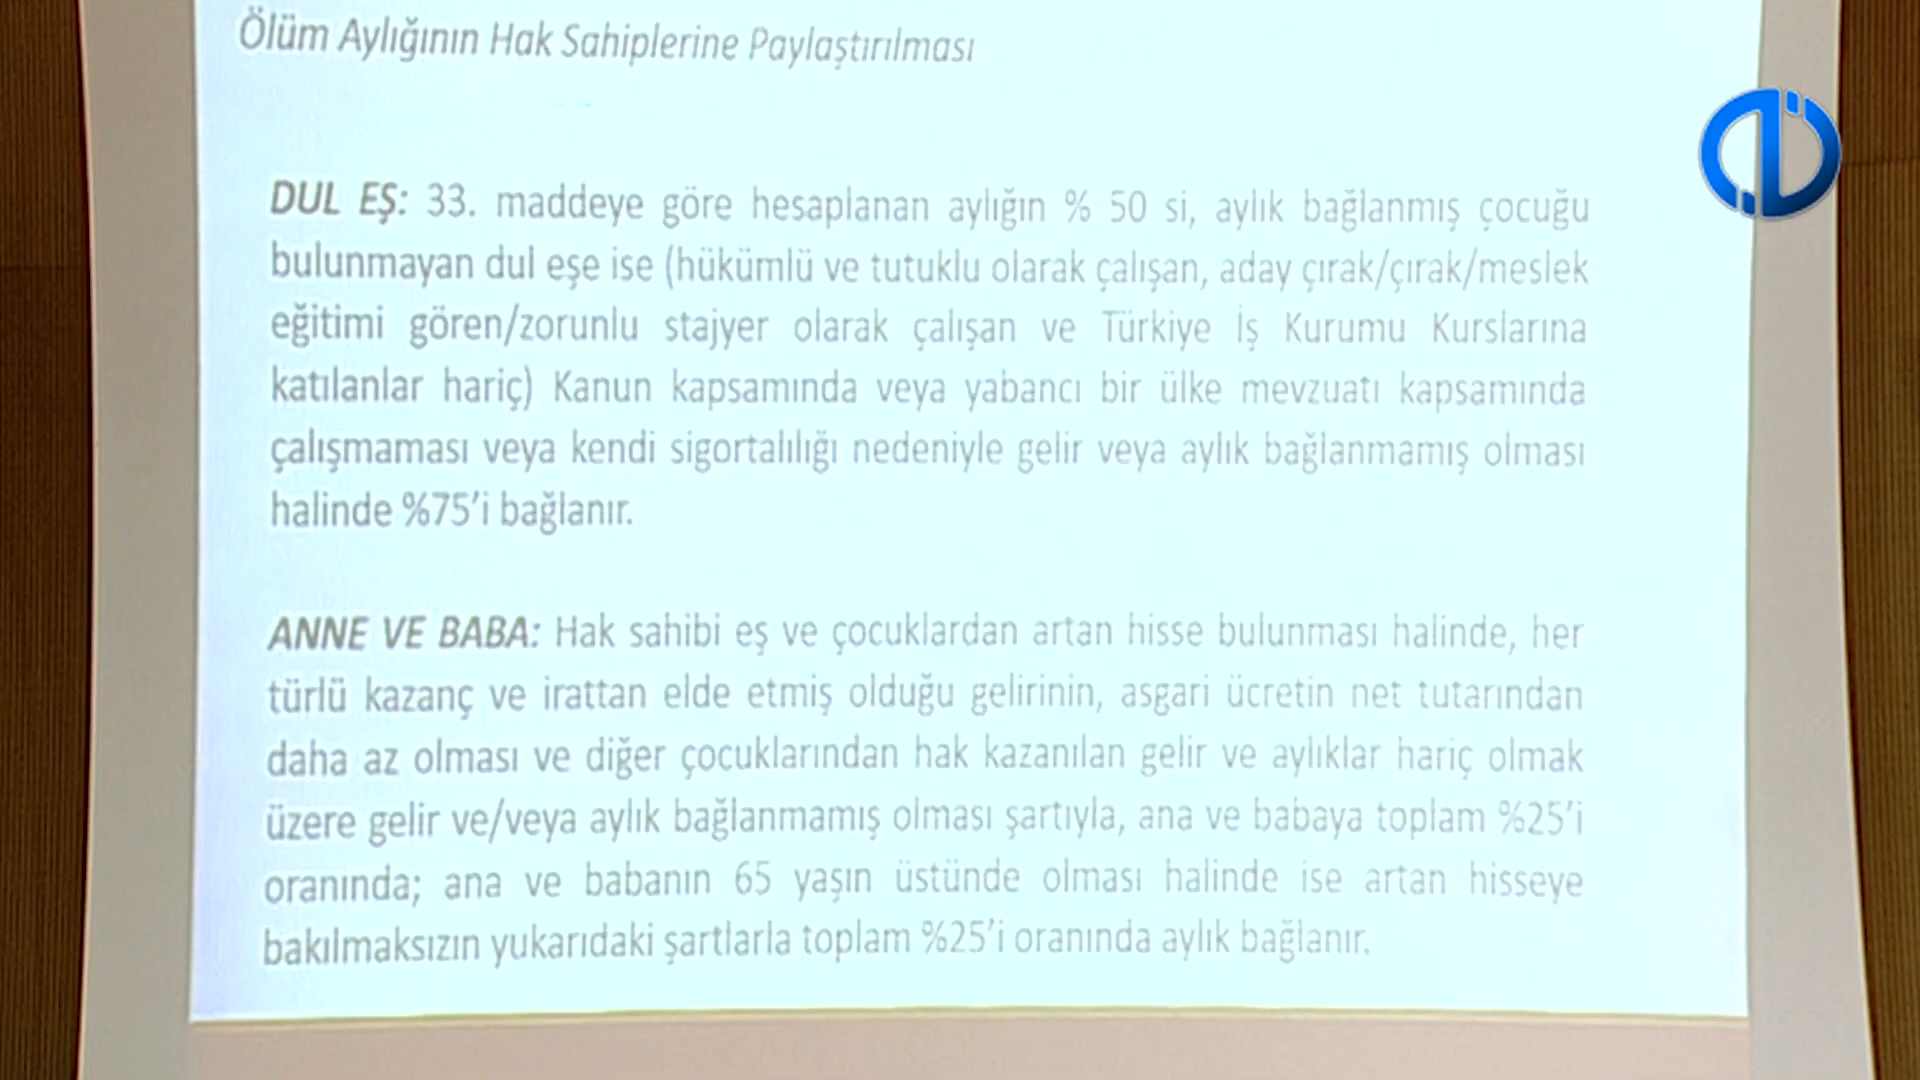 Ölüm Aylığının Hak Sahiplerine Paylaştırılması
DUL EŞ: 33. maddeye göre hesaplanan aylığın % 50 si, aylık bağlanmış çocuğu
bulunmayan dul eşe ise (hükümlü ve tutuklu olarak çalışan, aday çırak/çırak/meslek
eğitimi gören/zorunlu stajyer olarak çalışan ve Türkiye İş Kurumu Kurslarına
katılanlar hariç) Kanun kapsamında veya yabancı bir ülke mevzuatı kapsamında
çalışmaması veya kendi sigortalılığı nedeniyle gelir veya aylık bağlanmamış olması
halinde %75’i bağlanır.
ANNE VE BABA: Hak sahibi eş ve çocuklardan artan hisse bulunması halinde, her
türlü kazanç ve irattan elde etmiş olduğu gelirinin, asgari ücretin net tutarından
daha az olması ve diğer çocuklarından hak kazanılan gelir ve aylıklar hariç olmak
üzere gelir ve/veya aylık bağlanmamış olması şartıyla, ana ve babaya toplam %25’i
oranında; ana ve babanın 65 yaşın üstünde olması halinde ise artan hisseye
bakılmaksızın yukarıdaki şartlarla toplam %25’i oranında aylık bağlanır.